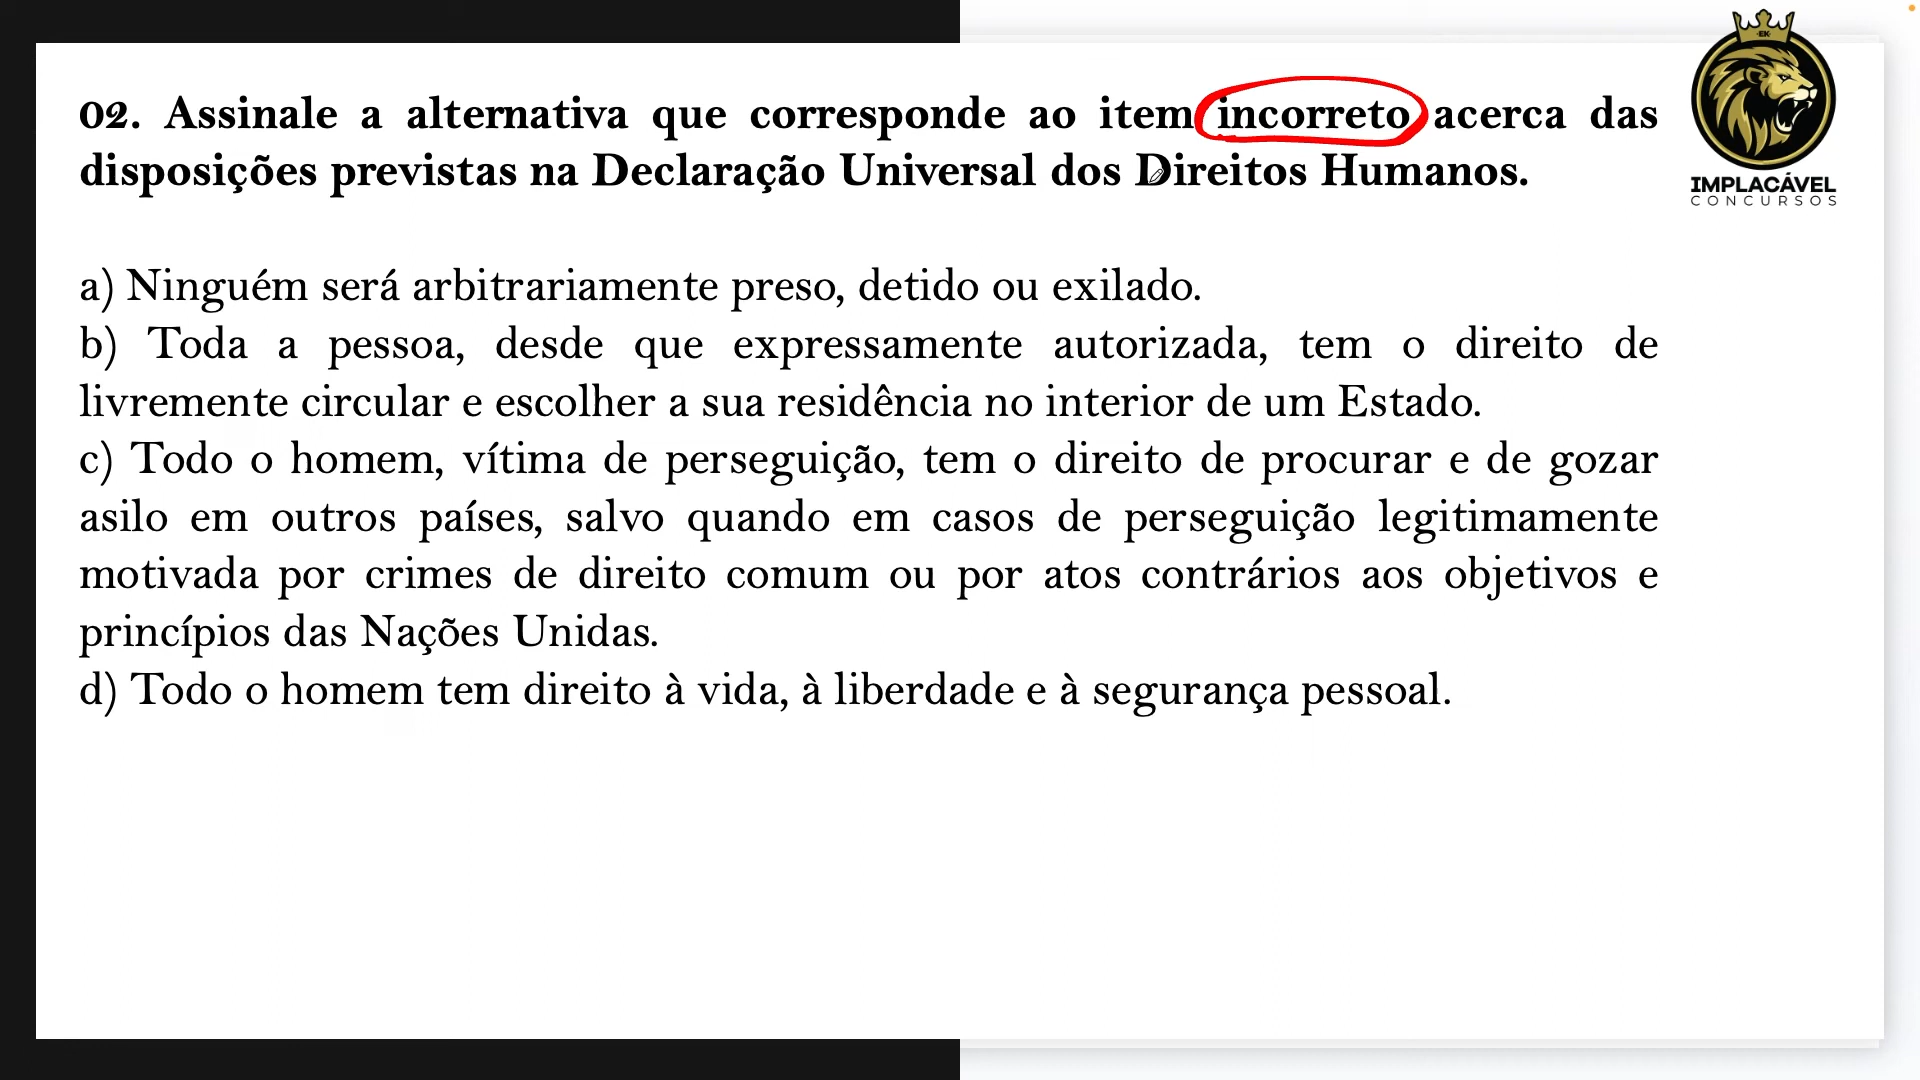 02. Assinale a alternativa que corresponde ao item incorreto acerca das
disposições previstas na Declaração Universal dos Direitos Humanos.
a) Ninguém será arbitrariamente preso, detido ou exilado.
b) Toda a pessoa, desde que expressamente autorizada, tem o direito de
livremente circular e escolher a sua residência no interior de um Estado.
c) Todo o homem, vítima de perseguição, tem o direito de procurar e de gozar
asilo em outros países, salvo quando em casos de perseguição legitimamente
motivada por crimes de direito comum ou por atos contrários aos objetivos e
princípios das Nações Unidas.
d) Todo o homem tem direito à vida, à liberdade e à segurança pessoal.
EK
IMPLACÁVEL
CONCURSOS